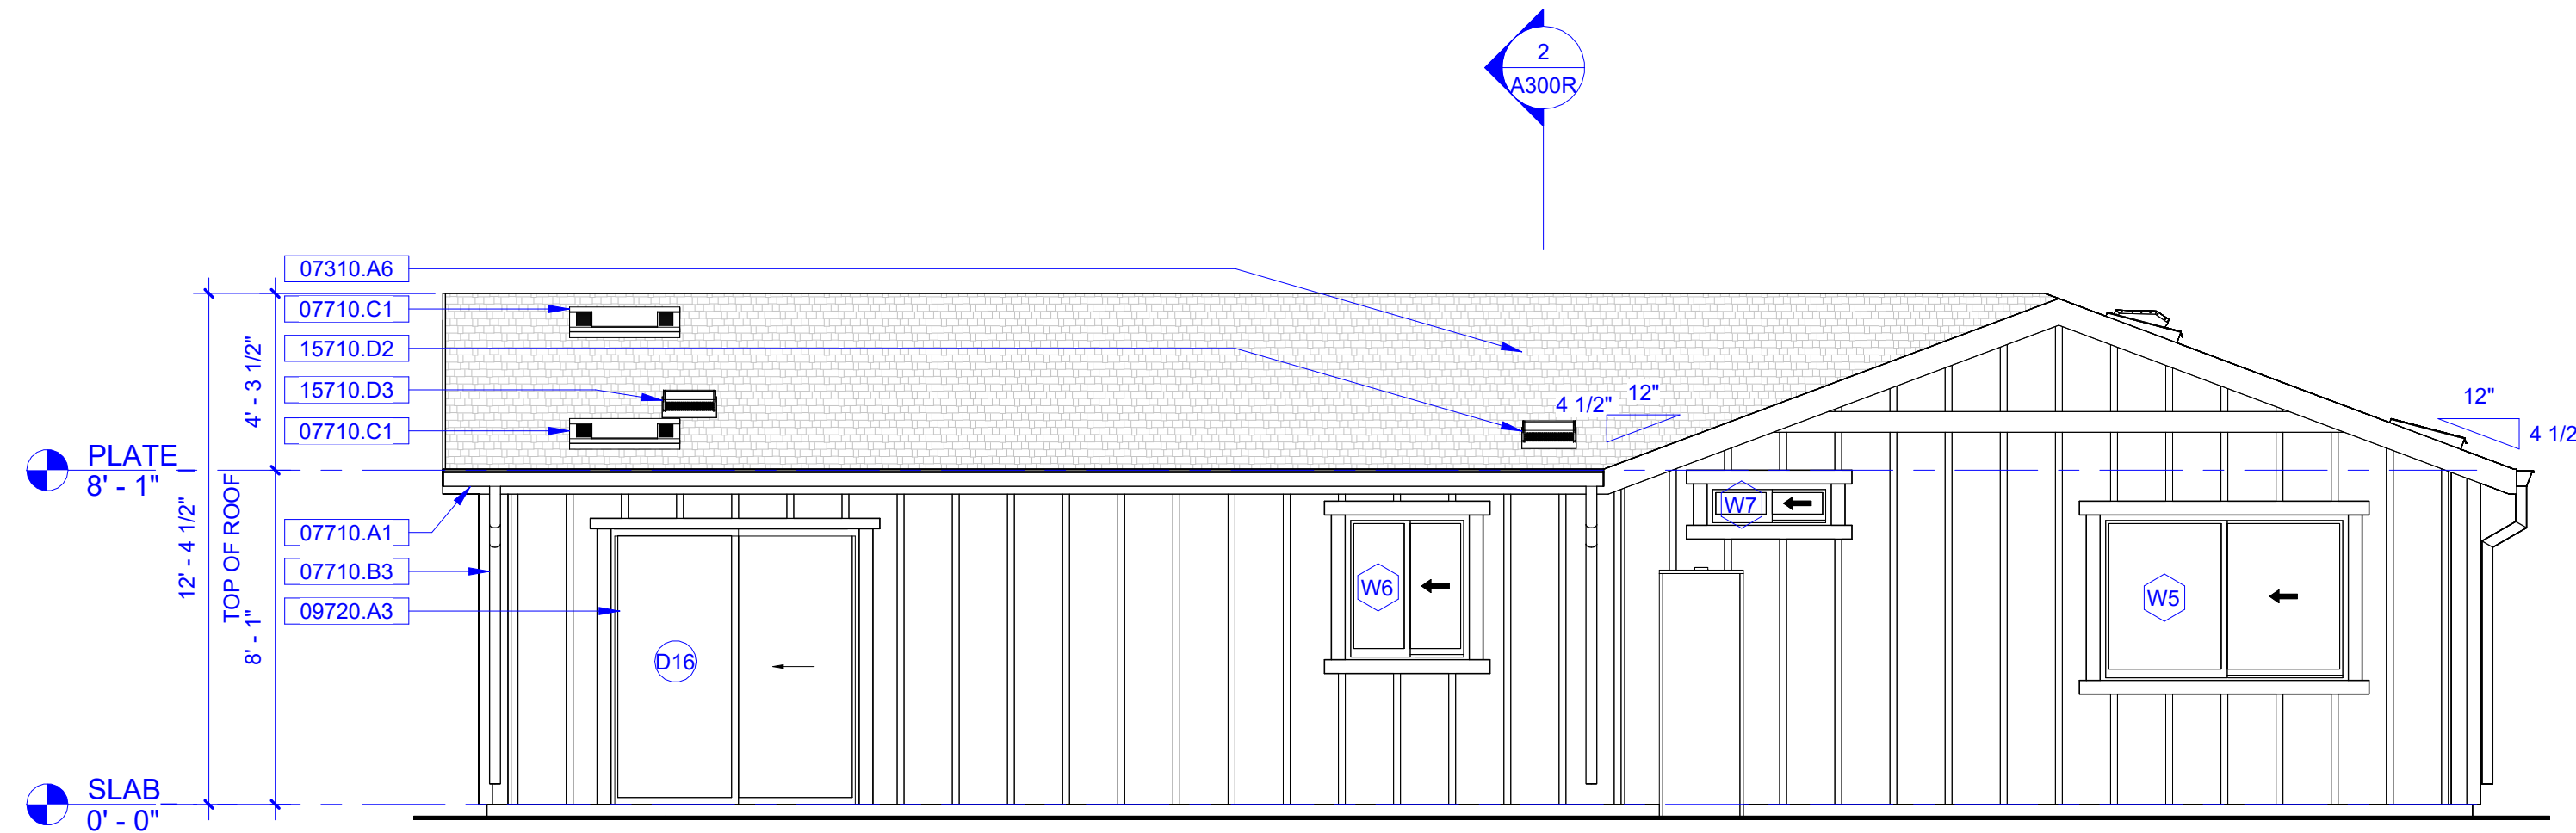 2
A300R
07310.A6
07710.C1
15710.D2
15710.D3
07710.C1
4' - 3 1/2"
12"
4 1/2"
12"
4 1/2
PLATE
8' - 1"
12' - 4 1/2"
TOP OF ROOF
8' - 1"
07710.A1
07710.B3
09720.A3
W7
W6
W5
D16
SLAB
0' - 0"